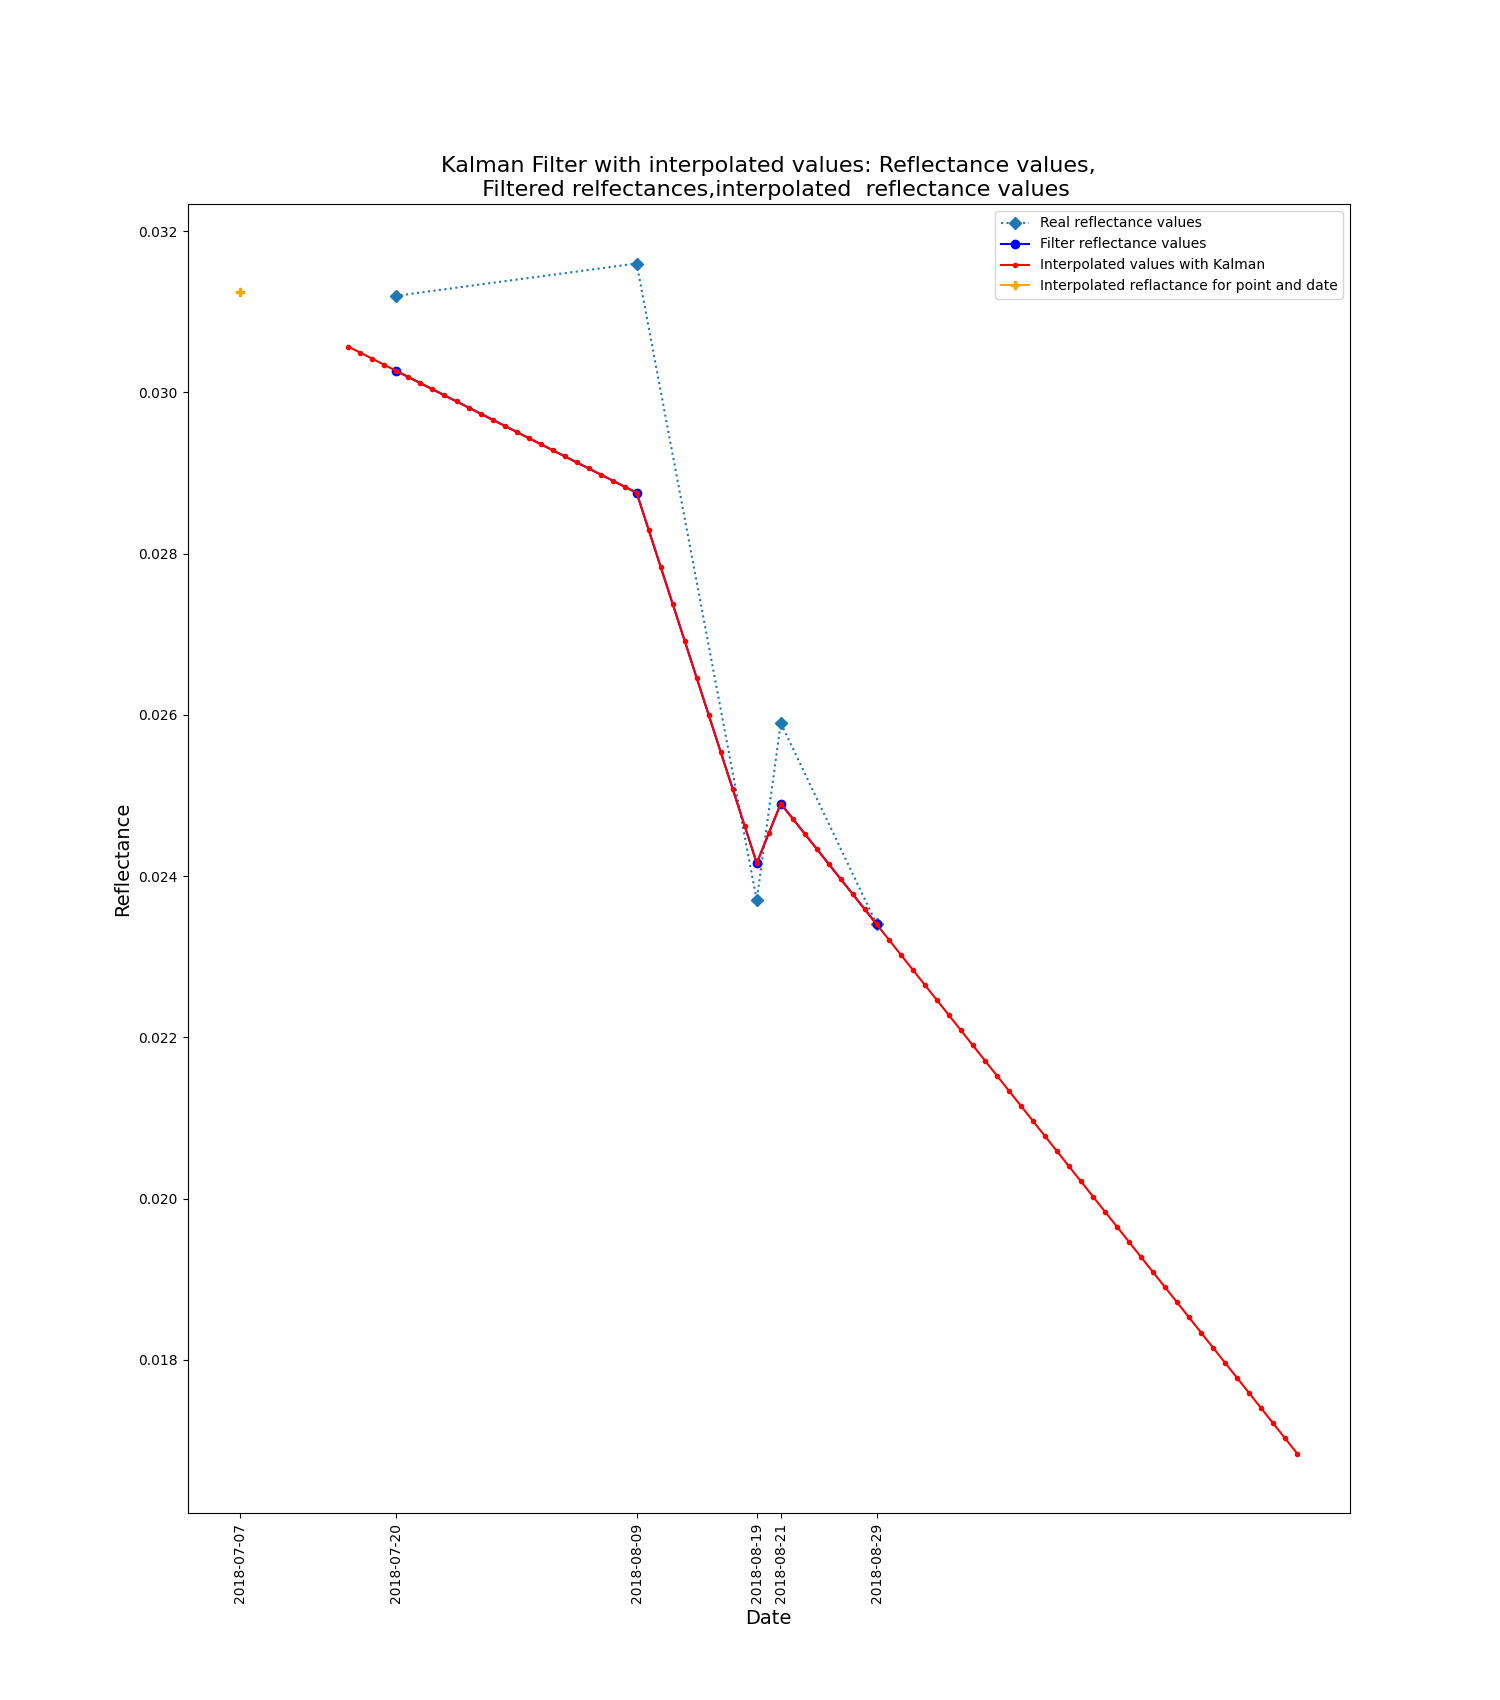 Kalman Filter with interpolated values: Reflectance values,
Filtered relfectances,interpolated  reflectance values
Real reflectance values
Filter reflectance values
Interpolated values with Kalman
Interpolated reflactance for point and date
0.032
0.030
0.028
0.026
0.024
0.022
0.020
0.018
Reflectance
2018-07-07
2018-07-20
2018-08-09
2018-08-19
2018-08-21
2018-08-29
Date